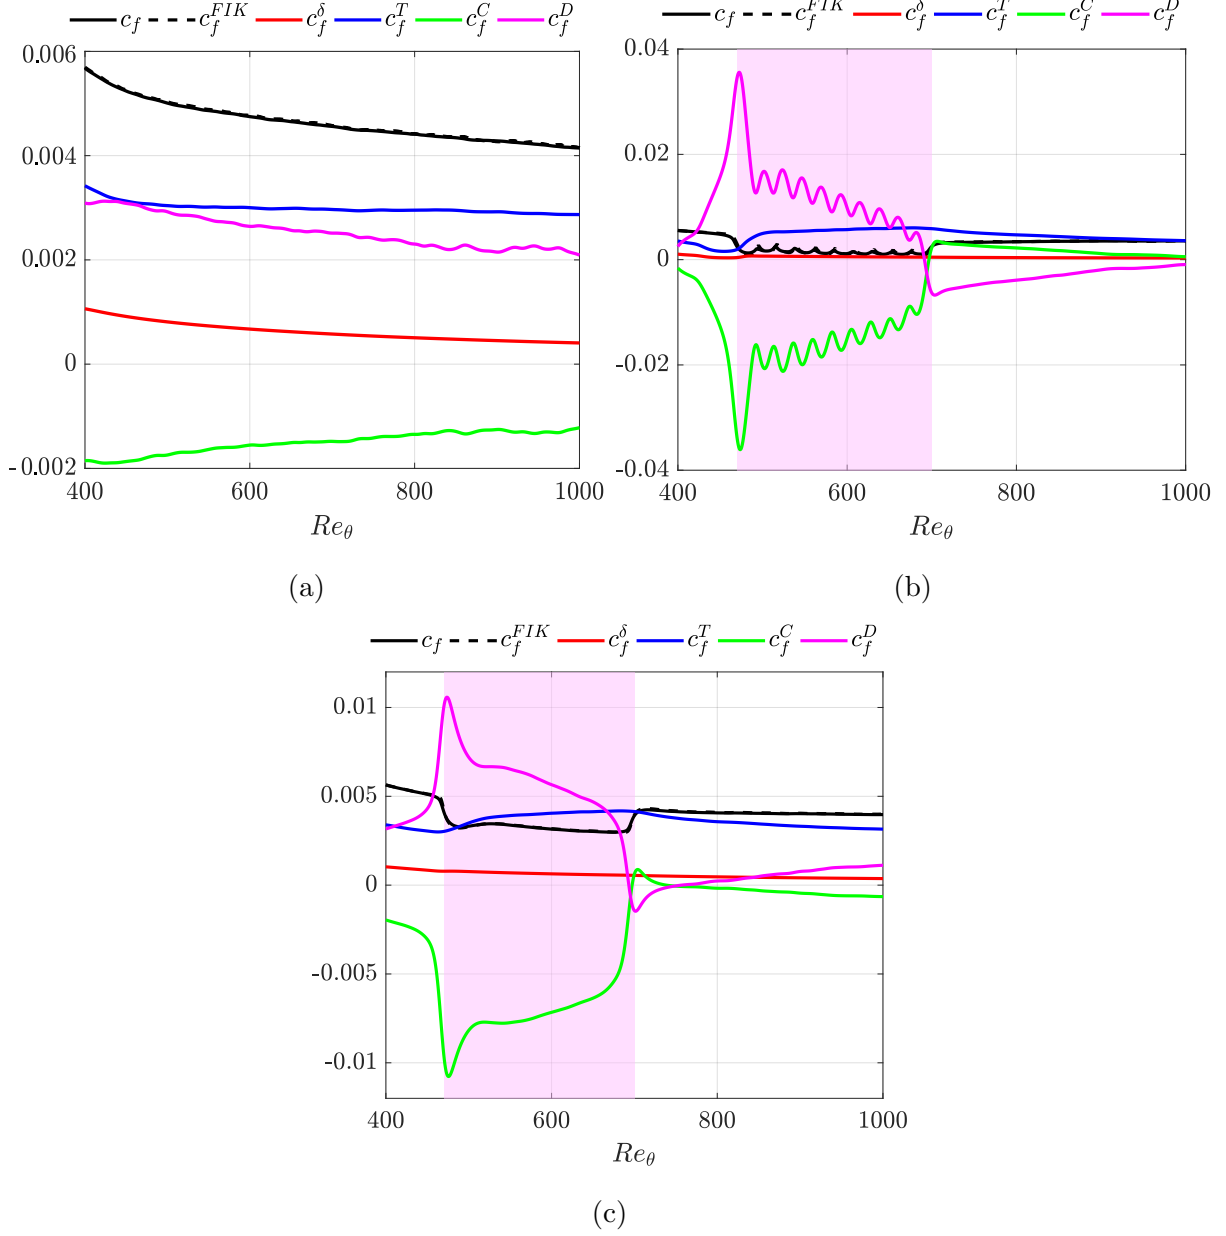 c_f c_f^{FIK} c_f^δ c_f^T c_f^C c_f^D
0.006
0.004
0.002
0
-0.002
400 600 800 1000
Re_θ
(a)
c_f c_f^{FIK} c_f^δ c_f^T c_f^C c_f^D
0.04
0.02
0
-0.02
-0.04
400 600 800 1000
Re_θ
(b)
c_f c_f^{FIK} c_f^δ c_f^T c_f^C c_f^D
0.01
0.005
0
-0.005
-0.01
400 600 800 1000
Re_θ
(c)